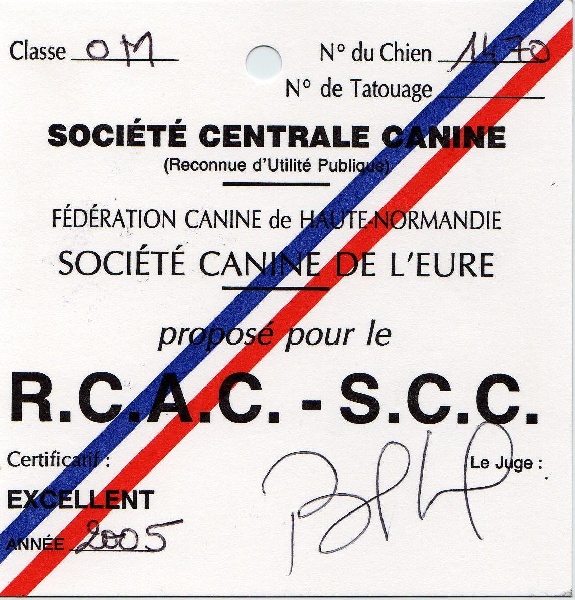 Classe OM N° du Chien 1470
N° de Tatouage
SOCIÉTÉ CENTRALE CANINE
(Reconnue d'Utilité Publique)
FÉDÉRATION CANINE de HAUTE-NORMANDIE
SOCIÉTÉ CANINE DE L'EURE
proposé pour le
R.C.A.C. - S.C.C.
Certificatif : Le Juge :
EXCELLENT
ANNÉE 2005